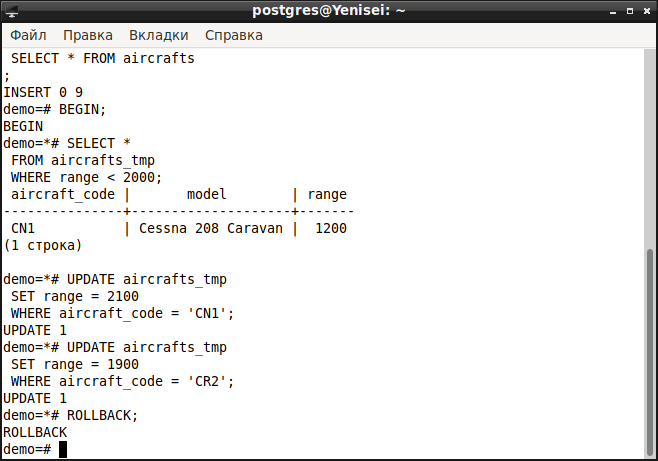 postgres@Yenisei: ~
Файл Правка Вкладки Справка
 SELECT * FROM aircrafts
;
INSERT 0 9
demo=# BEGIN;
BEGIN
demo=*# SELECT *
 FROM aircrafts_tmp
 WHERE range < 2000;
 aircraft_code |       model        | range
---------------+--------------------+-------
 CN1           | Cessna 208 Caravan |  1200
(1 строка)

demo=*# UPDATE aircrafts_tmp
 SET range = 2100
 WHERE aircraft_code = 'CN1';
UPDATE 1
demo=*# UPDATE aircrafts_tmp
 SET range = 1900
 WHERE aircraft_code = 'CR2';
UPDATE 1
demo=*# ROLLBACK;
ROLLBACK
demo=#